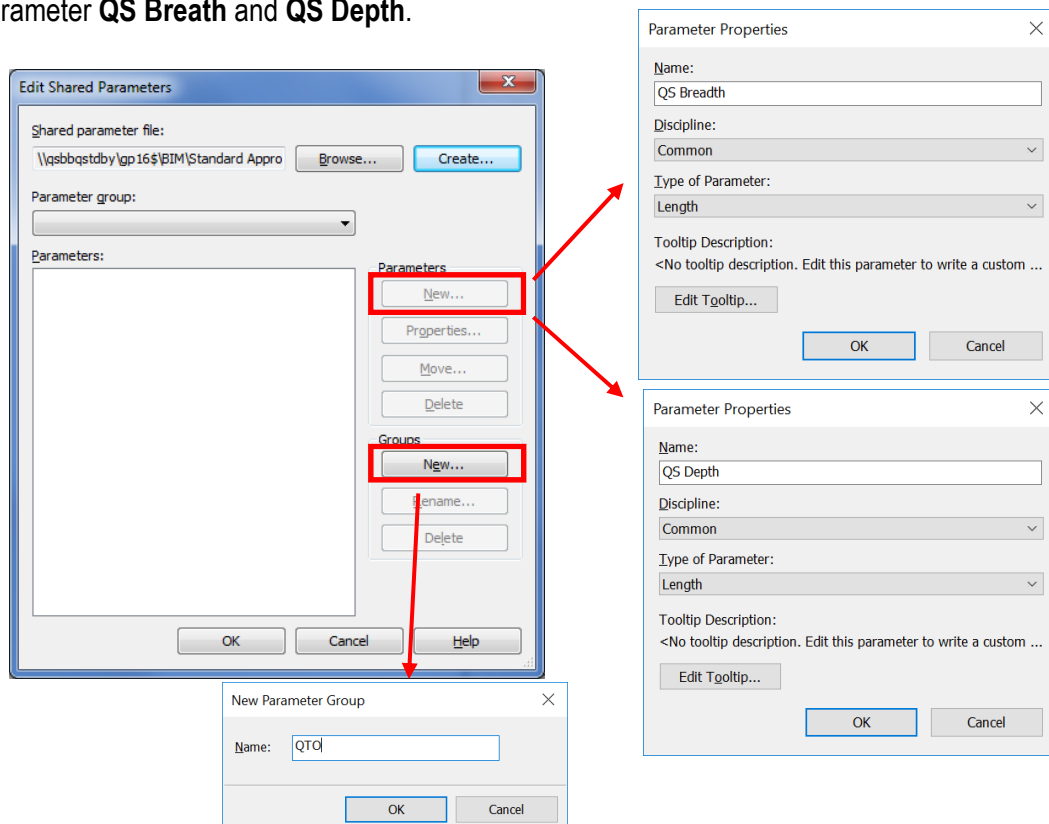 rameter QS Breath and QS Depth.
Edit Shared Parameters
Shared parameter file:
\\qsbbqstdby\gp16$\BIM\Standard Appro
Browse...
Create...
Parameter group:
Parameters:
Parameters
New...
Properties...
Move...
Delete
Groups
New...
Rename...
Delete
OK
Cancel
Help
Parameter Properties
Name:
QS Breadth
Discipline:
Common
Type of Parameter:
Length
Tooltip Description:
<No tooltip description. Edit this parameter to write a custom ...
Edit Tooltip...
OK
Cancel
Parameter Properties
Name:
QS Depth
Discipline:
Common
Type of Parameter:
Length
Tooltip Description:
<No tooltip description. Edit this parameter to write a custom ...
Edit Tooltip...
OK
Cancel
New Parameter Group
Name:
QTO
OK
Cancel